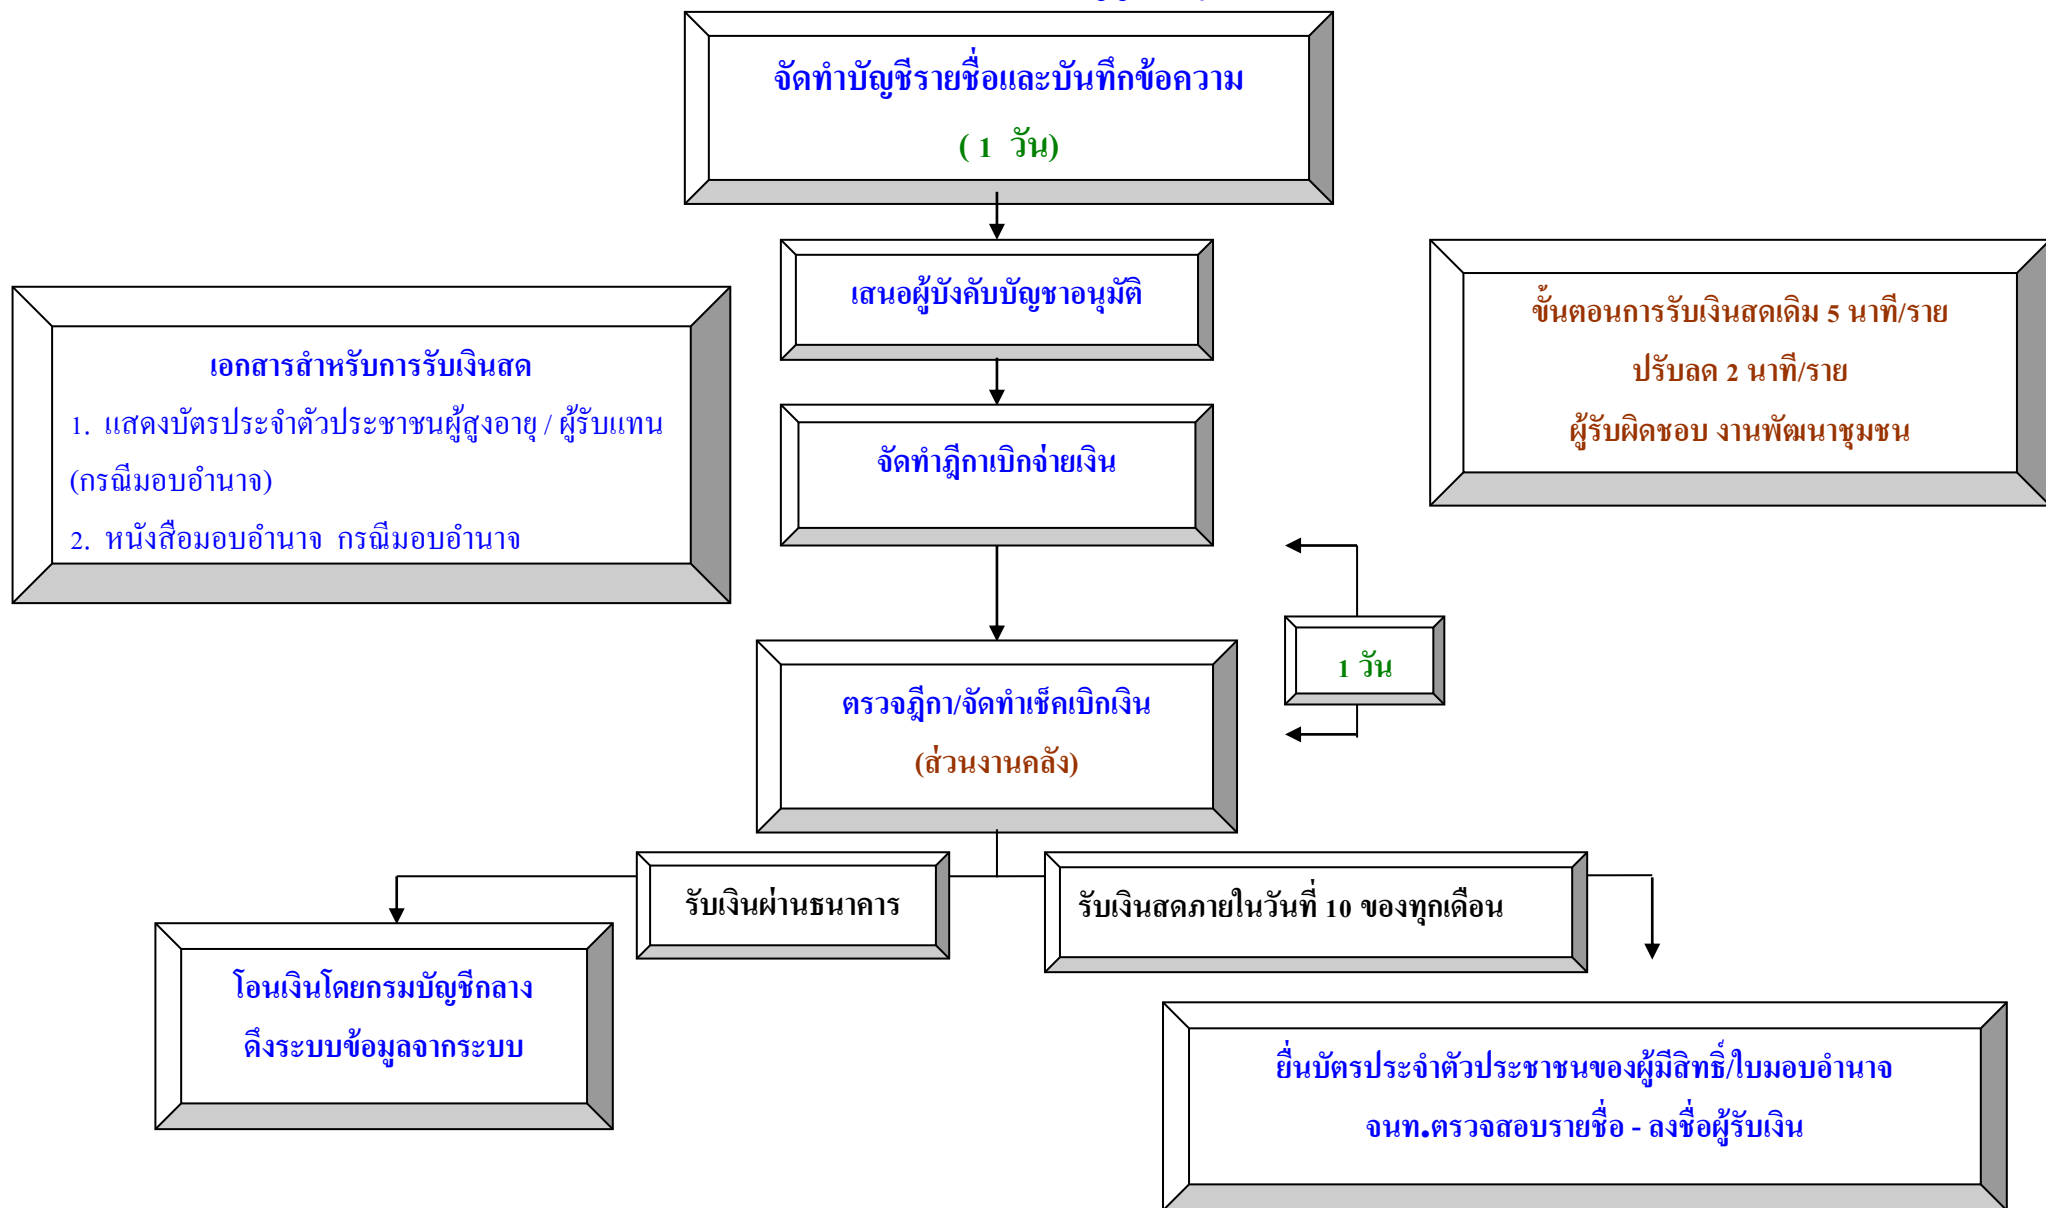 จัดทำบัญชีรายชื่อและบันทึกข้อความ
( 1 วัน)
เสนอผู้บังคับบัญชาอนุมัติ
ขั้นตอนการรับเงินสดเดิม 5 นาที/ราย
ปรับลด 2 นาที/ราย
ผู้รับผิดชอบ งานพัฒนาชุมชน
เอกสารสำหรับการรับเงินสด
1. แสดงบัตรประจำตัวประชาชนผู้สูงอายุ / ผู้รับแทน
(กรณีมอบอำนาจ)
2. หนังสือมอบอำนาจ กรณีมอบอำนาจ
จัดทำฎีกาเบิกจ่ายเงิน
1 วัน
ตรวจฎีกา/จัดทำเช็คเบิกเงิน
(ส่วนงานคลัง)
รับเงินผ่านธนาคาร
รับเงินสดภายในวันที่ 10 ของทุกเดือน
โอนเงินโดยกรมบัญชีกลาง
ดึงระบบข้อมูลจากระบบ
ยื่นบัตรประจำตัวประชาชนของผู้มีสิทธิ์/ใบมอบอำนาจ
จนท.ตรวจสอบรายชื่อ - ลงชื่อผู้รับเงิน